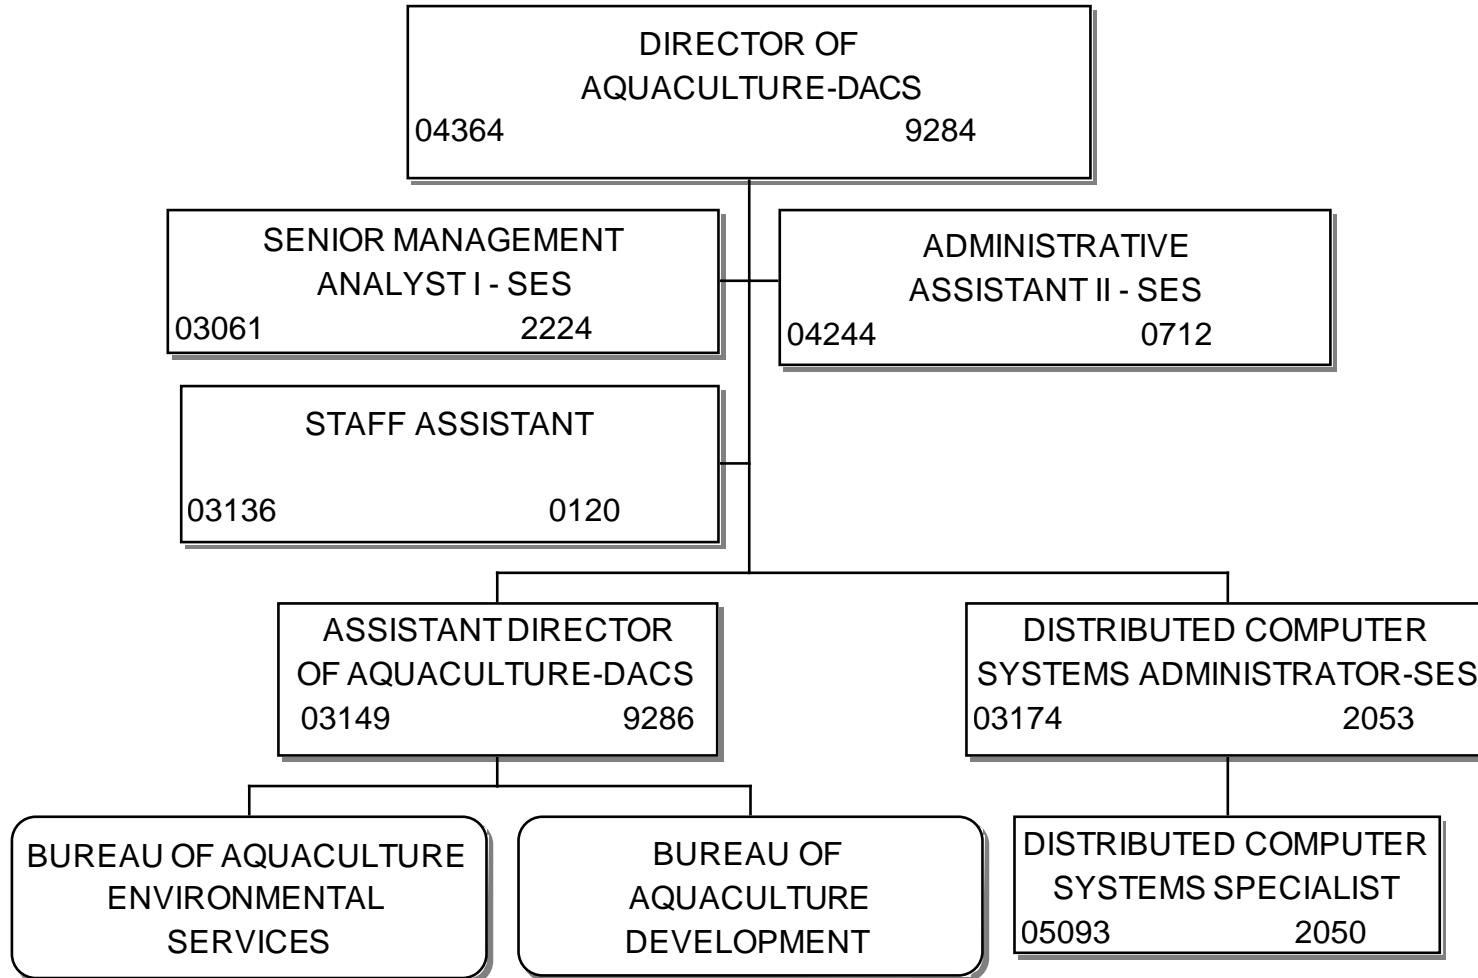 DIRECTOR OF
AQUACULTURE-DACS
04364 9284
SENIOR MANAGEMENT
ANALYST I - SES
03061 2224
ADMINISTRATIVE
ASSISTANT II - SES
04244 0712
STAFF ASSISTANT
03136 0120
ASSISTANT DIRECTOR
OF AQUACULTURE-DACS
03149 9286
DISTRIBUTED COMPUTER
SYSTEMS ADMINISTRATOR-SES
03174 2053
BUREAU OF AQUACULTURE
ENVIRONMENTAL
SERVICES
BUREAU OF
AQUACULTURE
DEVELOPMENT
DISTRIBUTED COMPUTER
SYSTEMS SPECIALIST
05093 2050